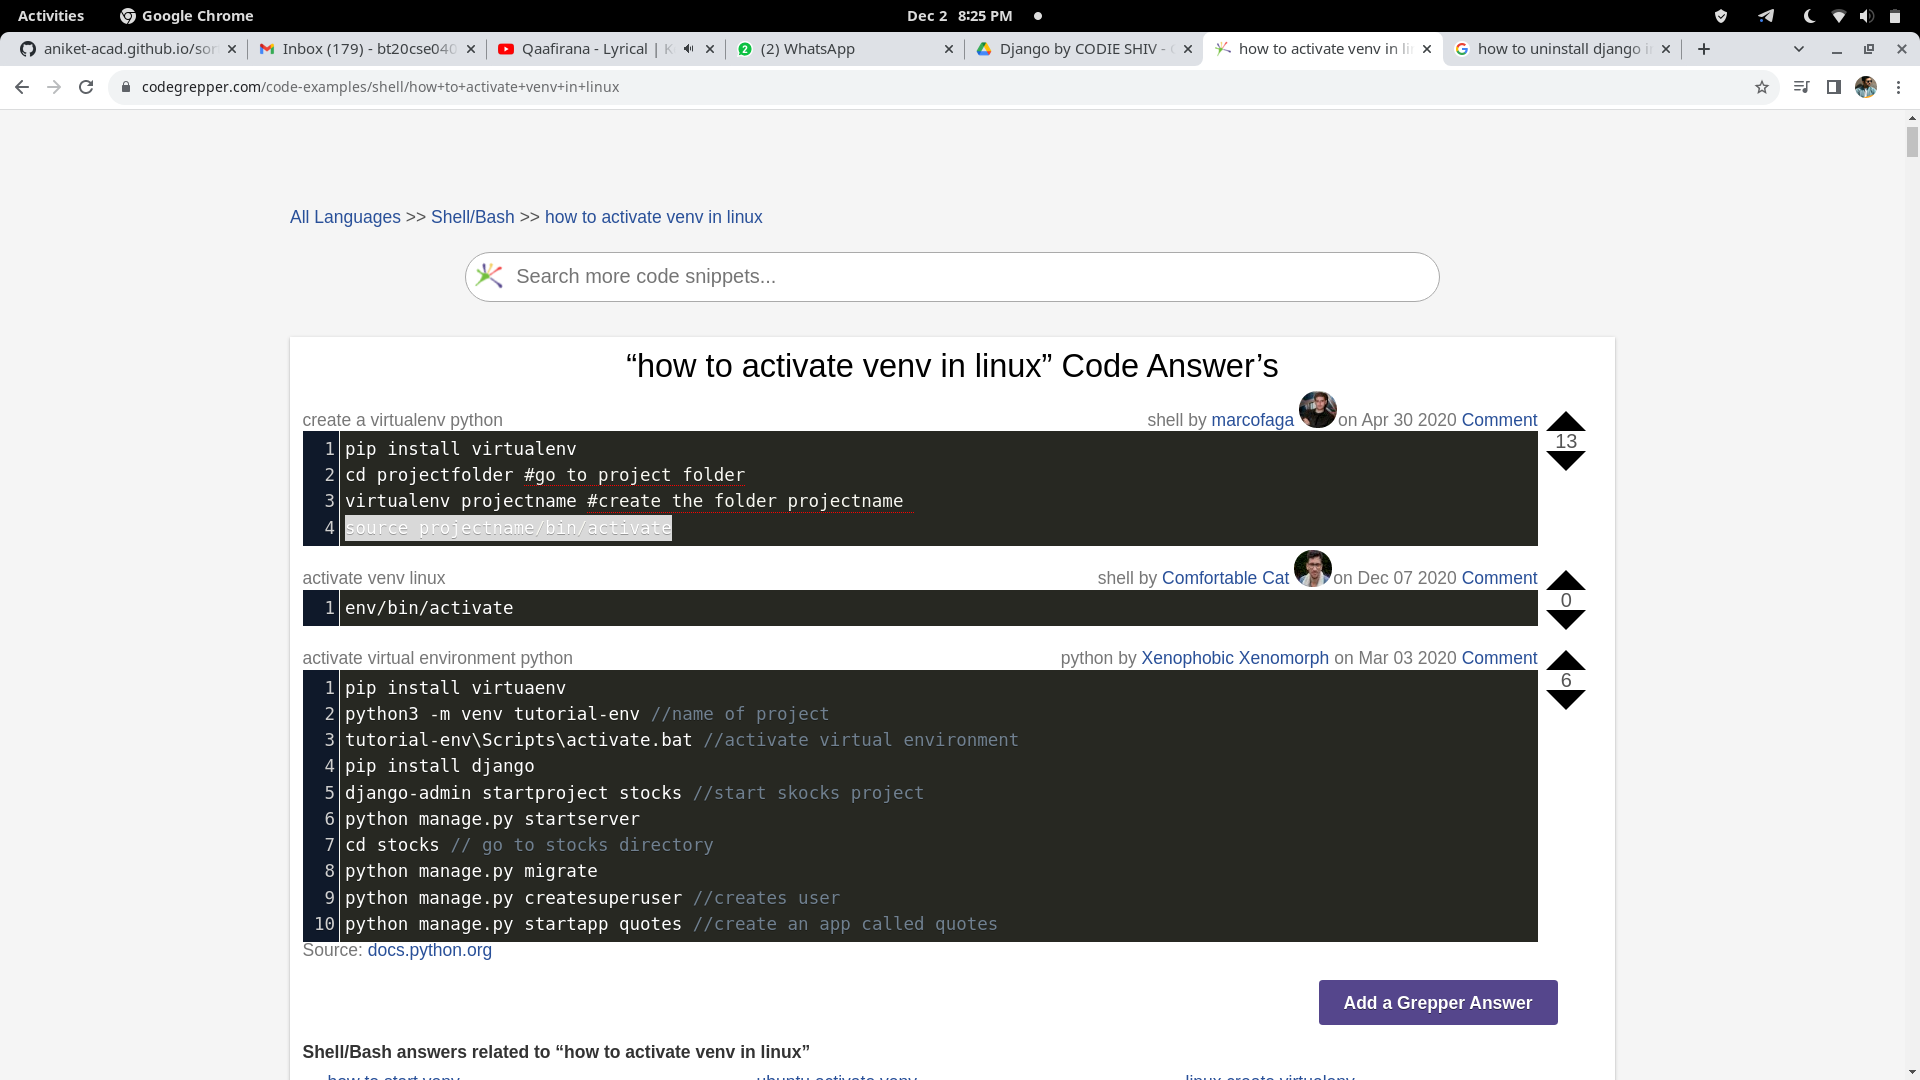 Activities
Google Chrome
Dec 2 8:25 PM
aniket-acad.github.io/son
Inbox (179) - bt20cse040
Qaafirana - Lyrical |
(2) WhatsApp
Django by CODIE SHIV -
how to activate venv in li
how to uninstall django i
codegrepper.com/code-examples/shell/how+to+activate+venv+in+linux
All Languages >> Shell/Bash >> how to activate venv in linux
Search more code snippets...
“how to activate venv in linux” Code Answer’s
create a virtualenv python
shell by marcofaga on Apr 30 2020 Comment
13
1 pip install virtualenv
2 cd projectfolder #go to project folder
3 virtualenv projectname #create the folder projectname
4 source projectname/bin/activate
activate venv linux
shell by Comfortable Cat on Dec 07 2020 Comment
0
1 env/bin/activate
activate virtual environment python
python by Xenophobic Xenomorph on Mar 03 2020 Comment
6
1 pip install virtuaenv
2 python3 -m venv tutorial-env //name of project
3 tutorial-env\Scripts\activate.bat //activate virtual environment
4 pip install django
5 django-admin startproject stocks //start skocks project
6 python manage.py startserver
7 cd stocks // go to stocks directory
8 python manage.py migrate
9 python manage.py createsuperuser //creates user
10 python manage.py startapp quotes //create an app called quotes
Source: docs.python.org
Add a Grepper Answer
Shell/Bash answers related to “how to activate venv in linux”
how to start venv
ubuntu activate venv
linux create virtualenv